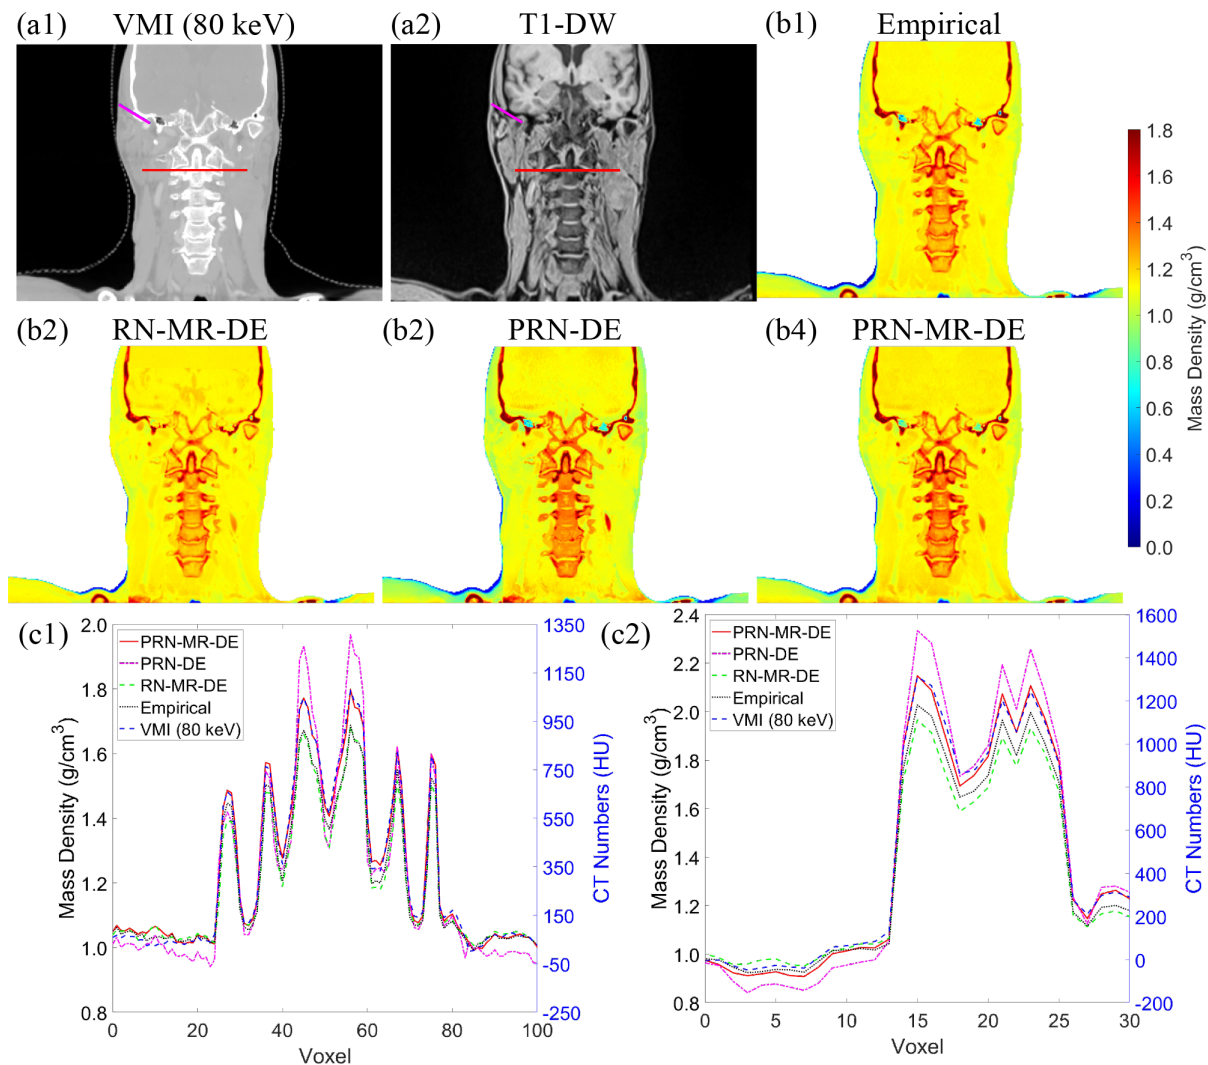 (a1) VMI (80 keV)
(a2) T1-DW
(b1) Empirical
1.8
1.6
1.4
1.2
1.0
0.8
0.6
0.4
0.2
0.0
Mass Density (g/cm³)
(b2) RN-MR-DE
(b2) PRN-DE
(b4) PRN-MR-DE
(c1)
2.0
1.8
1.6
1.4
1.2
1.0
0.8
Mass Density (g/cm³)
PRN-MR-DE
PRN-DE
RN-MR-DE
Empirical
VMI (80 keV)
1350
1150
950
750
550
350
150
-50
-250
CT Numbers (HU)
0 20 40 60 80 100
Voxel
(c2)
2.4
2.2
2.0
1.8
1.6
1.4
1.2
1.0
0.8
Mass Density (g/cm³)
PRN-MR-DE
PRN-DE
RN-MR-DE
Empirical
VMI (80 keV)
1600
1400
1200
1000
800
600
400
200
0
-200
CT Numbers (HU)
0 5 10 15 20 25 30
Voxel